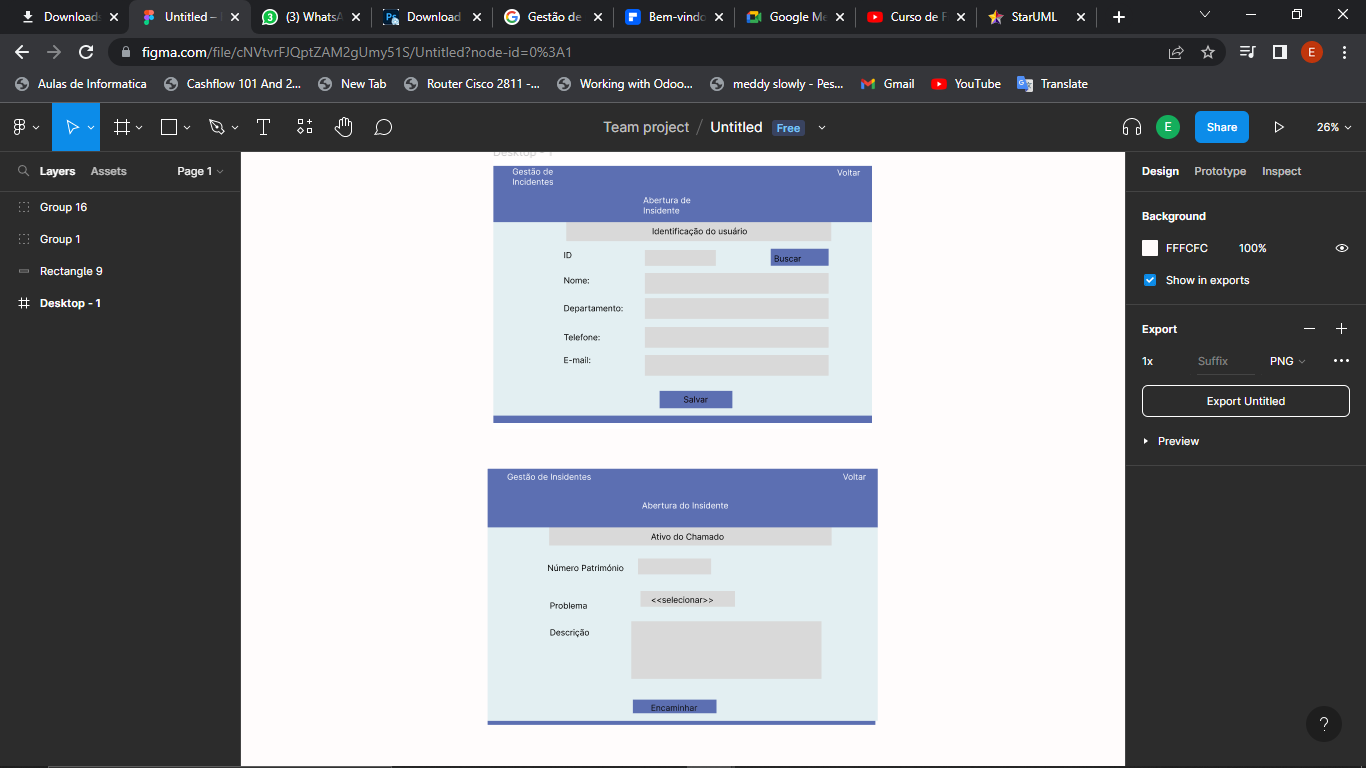 Downloads
Untitled –
(3) WhatsA
Download
Gestão de
Bem-vindo
Google Me
Curso de F
StarUML
figma.com/file/cNVtvrFJQptZAM2gUmy51S/Untitled?node-id=0%3A1
E
Aulas de Informatica
Cashflow 101 And 2...
New Tab
Router Cisco 2811 -...
Working with Odoo...
meddy slowly - Pes...
Gmail
YouTube
Translate
Team project / Untitled Free
E
Share
26%
Layers
Assets
Page 1
Group 16
Group 1
Rectangle 9
Desktop - 1
Desktop - 1
Gestão de
Incidentes
Voltar
Abertura de
Insidente
Identificação do usuário
ID
Buscar
Nome:
Departamento:
Telefone:
E-mail:
Salvar
Gestão de Insidentes
Voltar
Abertura do Insidente
Ativo do Chamado
Número Património
Problema
<<selecionar>>
Descrição
Encaminhar
Design
Prototype
Inspect
Background
FFFCFC
100%
Show in exports
Export
1x
Suffix
PNG
Export Untitled
Preview
?